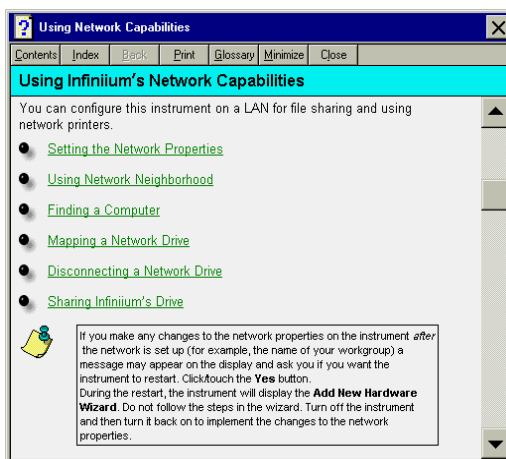 Using Network Capabilities
Contents Index Back Print Glossary Minimize Close
Using Infiniium's Network Capabilities
You can configure this instrument on a LAN for file sharing and using
network printers.
Setting the Network Properties
Using Network Neighborhood
Finding a Computer
Mapping a Network Drive
Disconnecting a Network Drive
Sharing Infiniium's Drive
If you make any changes to the network properties on the instrument after
the network is set up (for example, the name of your workgroup) a
message may appear on the display and ask you if you want the
instrument to restart. Click/touch the Yes button.
During the restart, the instrument will display the Add New Hardware
Wizard. Do not follow the steps in the wizard. Turn off the instrument
and then turn it back on to implement the changes to the network
properties.